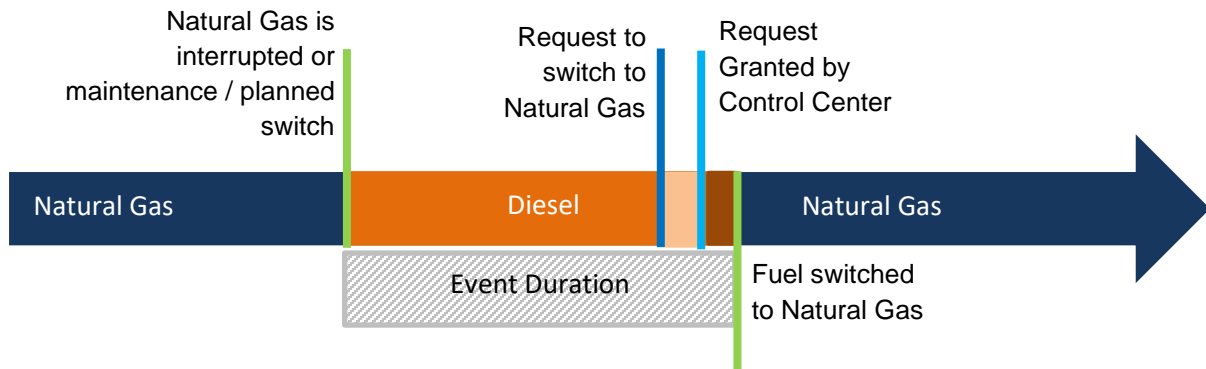 Natural Gas is
interrupted or
maintenance / planned
switch
Request to
switch to
Natural Gas
Request
Granted by
Control Center
Natural Gas
Diesel
Natural Gas
Event Duration
Fuel switched
to Natural Gas